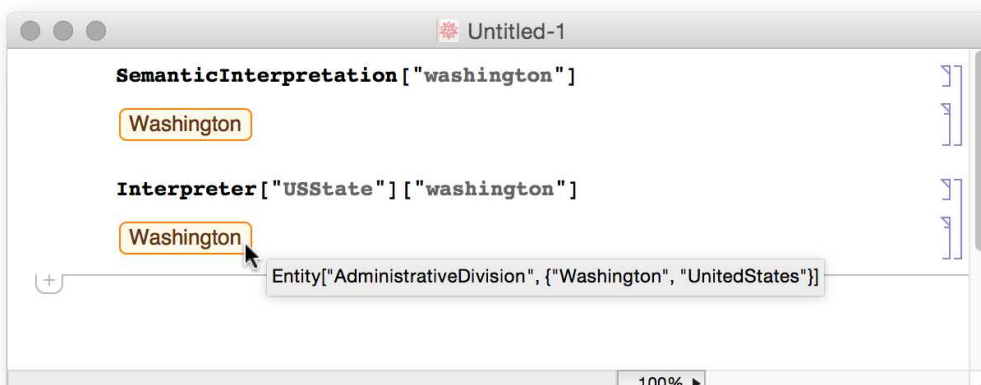 Untitled-1
SemanticInterpretation["washington"]
Washington
Interpreter["USState"]["washington"]
Washington
Entity["AdministrativeDivision", {"Washington", "UnitedStates"}]
100%